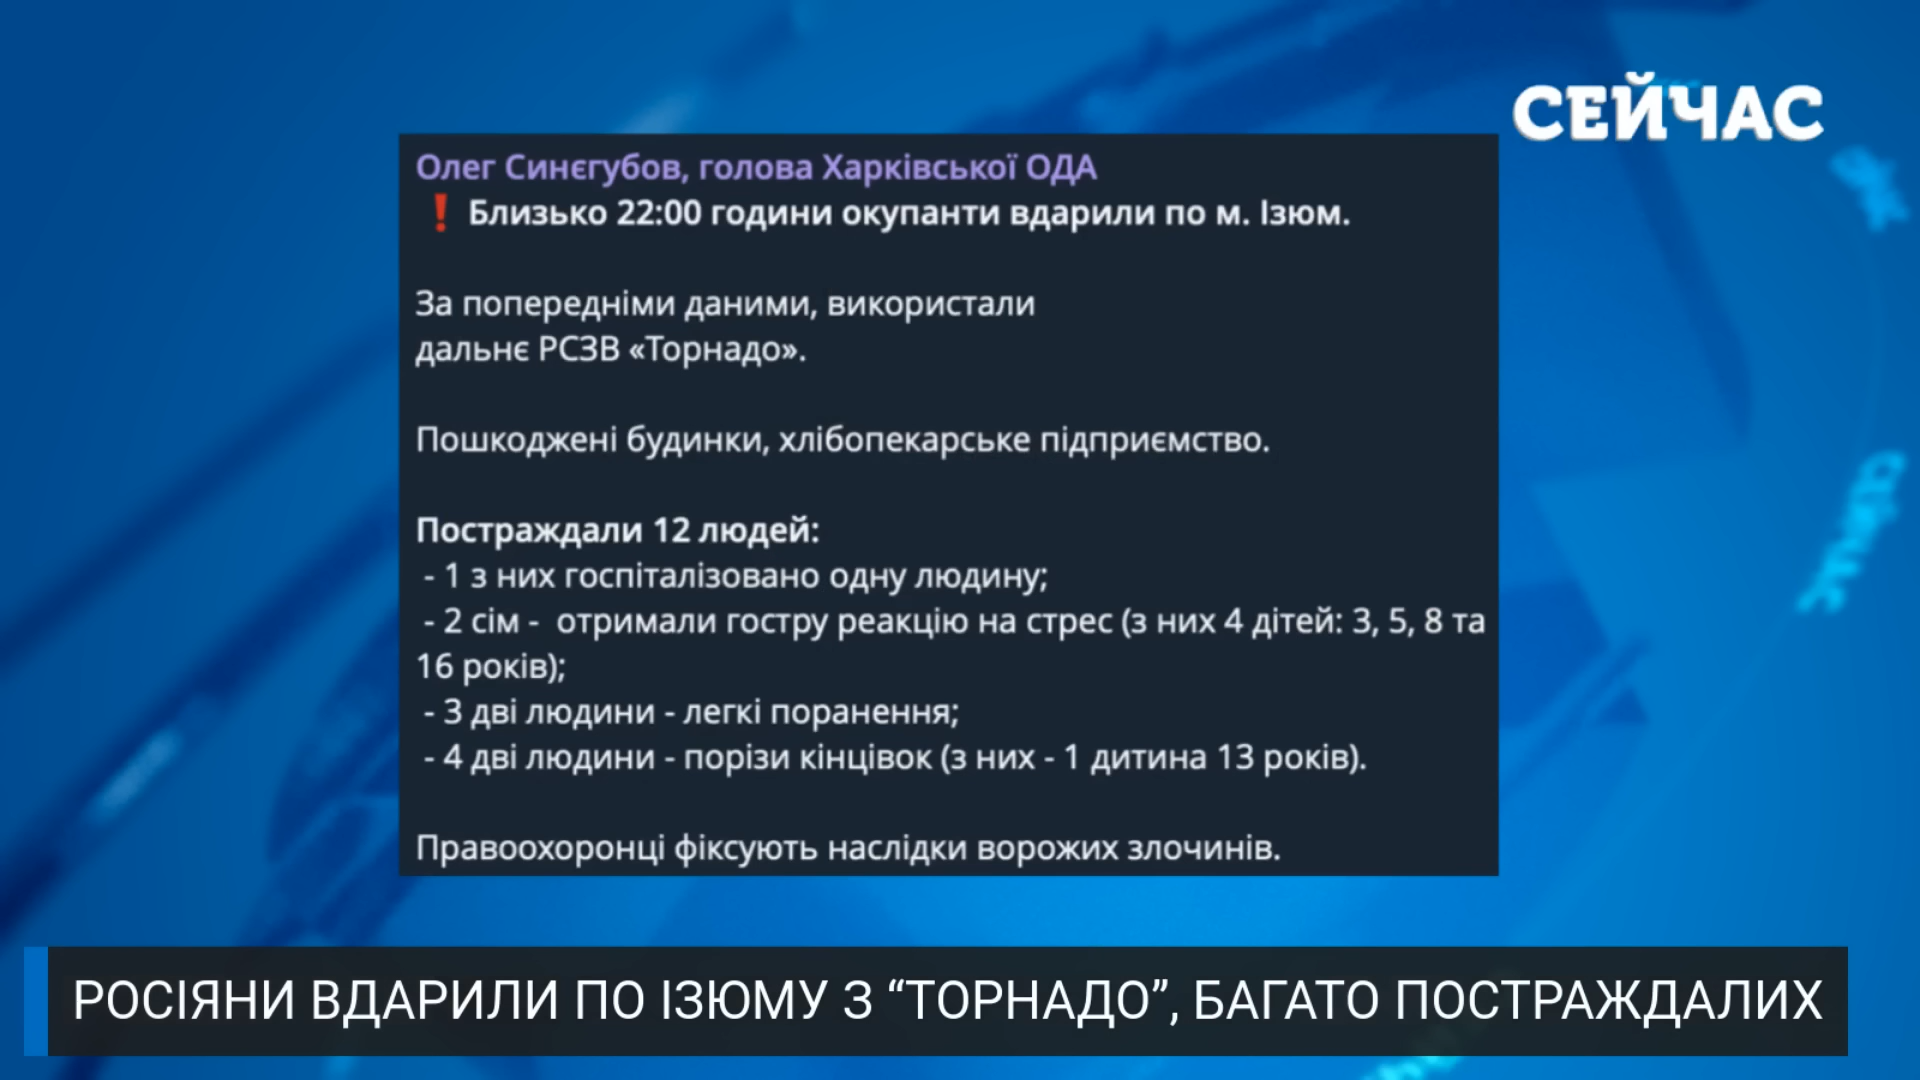 СЕЙЧАС
Олег Синєгубов, голова Харківської ОДА
❗ Близько 22:00 години окупанти вдарили по м. Ізюм.
За попередніми даними, використали
дальнє РСЗВ «Торнадо».
Пошкоджені будинки, хлібопекарське підприємство.
Постраждали 12 людей:
- 1 з них госпіталізовано одну людину;
- 2 сім - отримали гостру реакцію на стрес (з них 4 дітей: 3, 5, 8 та
16 років);
- 3 дві людини - легкі поранення;
- 4 дві людини - порізи кінцівок (з них - 1 дитина 13 років).
Правоохоронці фіксують наслідки ворожих злочинів.
РОСІЯНИ ВДАРИЛИ ПО ІЗЮМУ З “ТОРНАДО”, БАГАТО ПОСТРАЖДАЛИХ